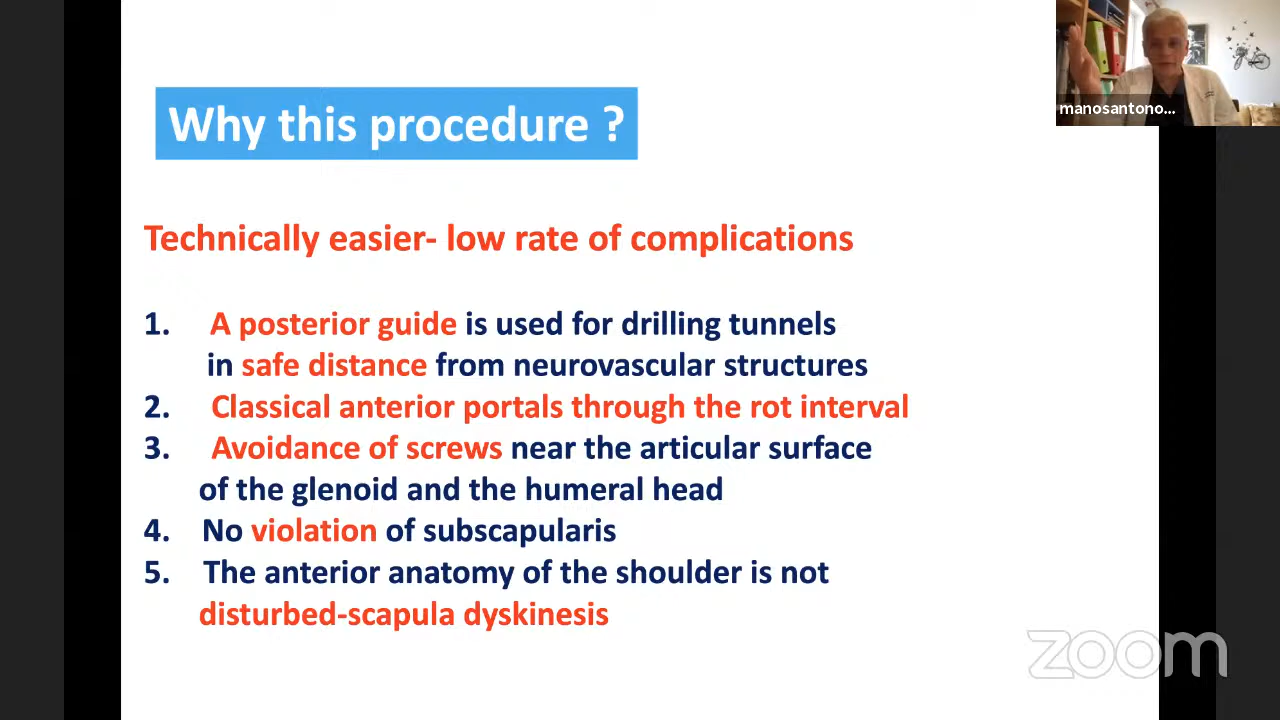 manosantono...
Why this procedure ?
Technically easier- low rate of complications
1. A posterior guide is used for drilling tunnels
in safe distance from neurovascular structures
2. Classical anterior portals through the rot interval
3. Avoidance of screws near the articular surface
of the glenoid and the humeral head
4. No violation of subscapularis
5. The anterior anatomy of the shoulder is not
disturbed-scapula dyskinesis
zoom